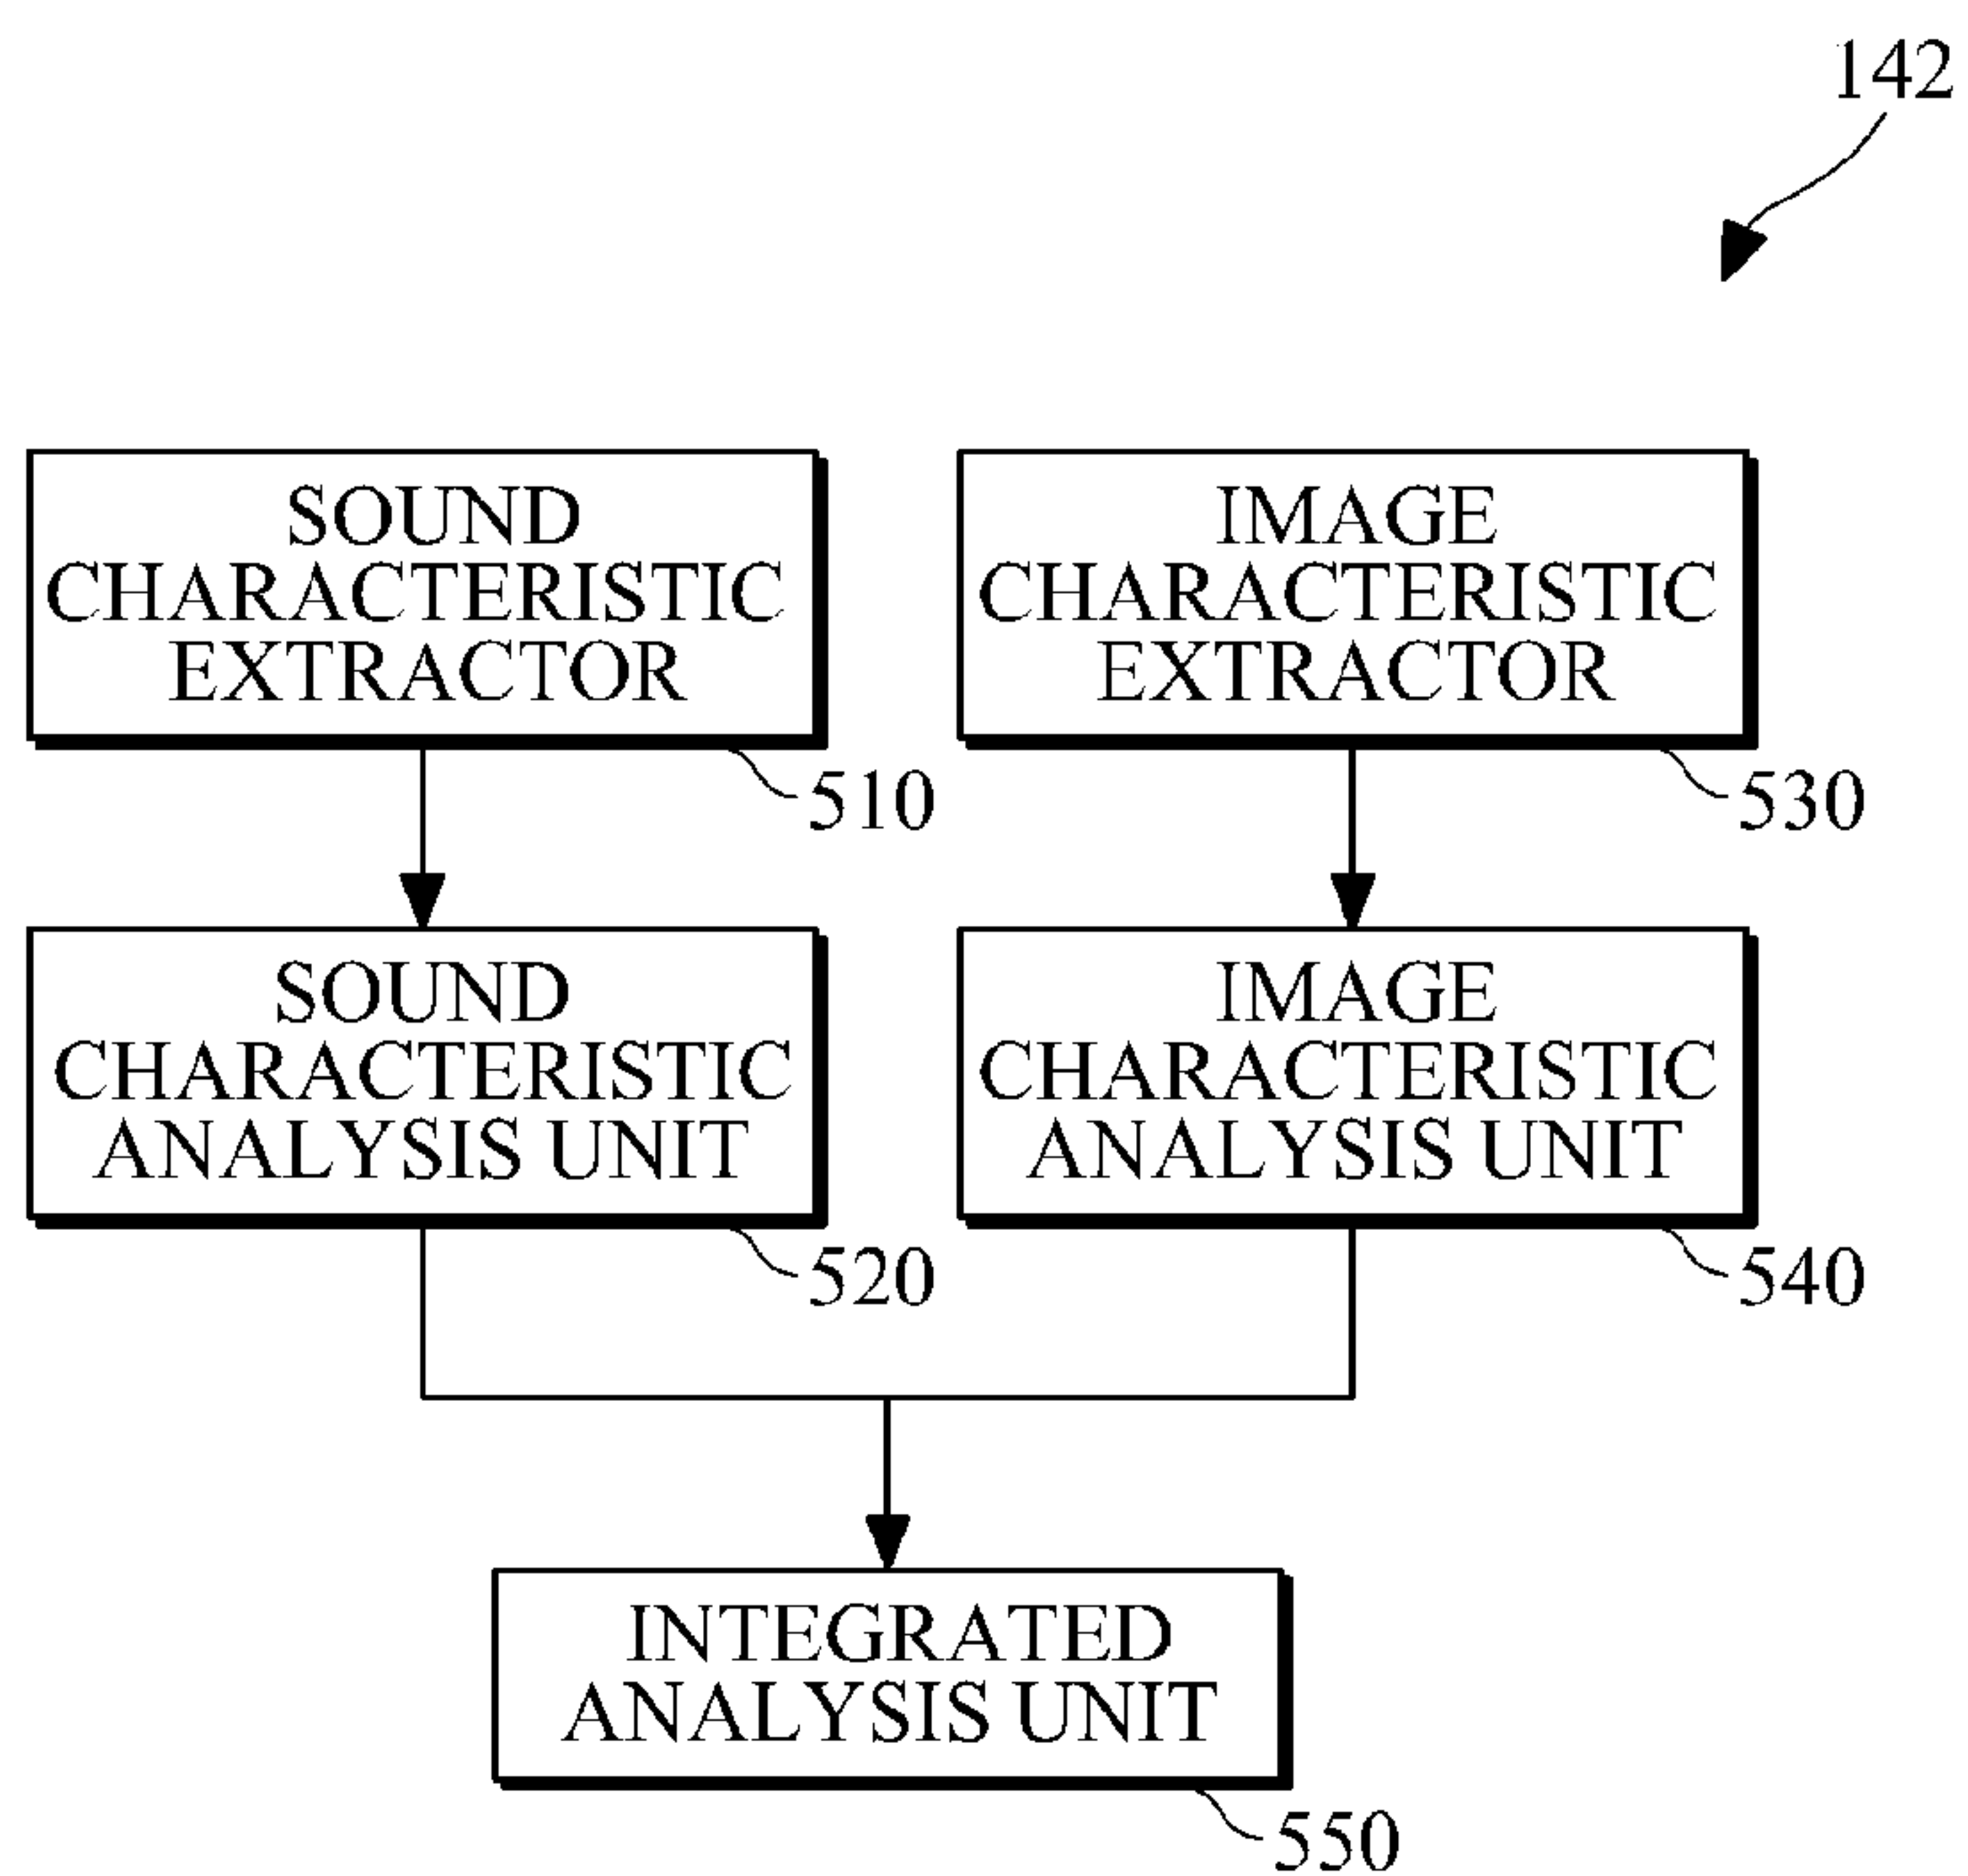 142
SOUND
CHARACTERISTIC
EXTRACTOR
510
IMAGE
CHARACTERISTIC
EXTRACTOR
530
SOUND
CHARACTERISTIC
ANALYSIS UNIT
520
IMAGE
CHARACTERISTIC
ANALYSIS UNIT
540
INTEGRATED
ANALYSIS UNIT
550